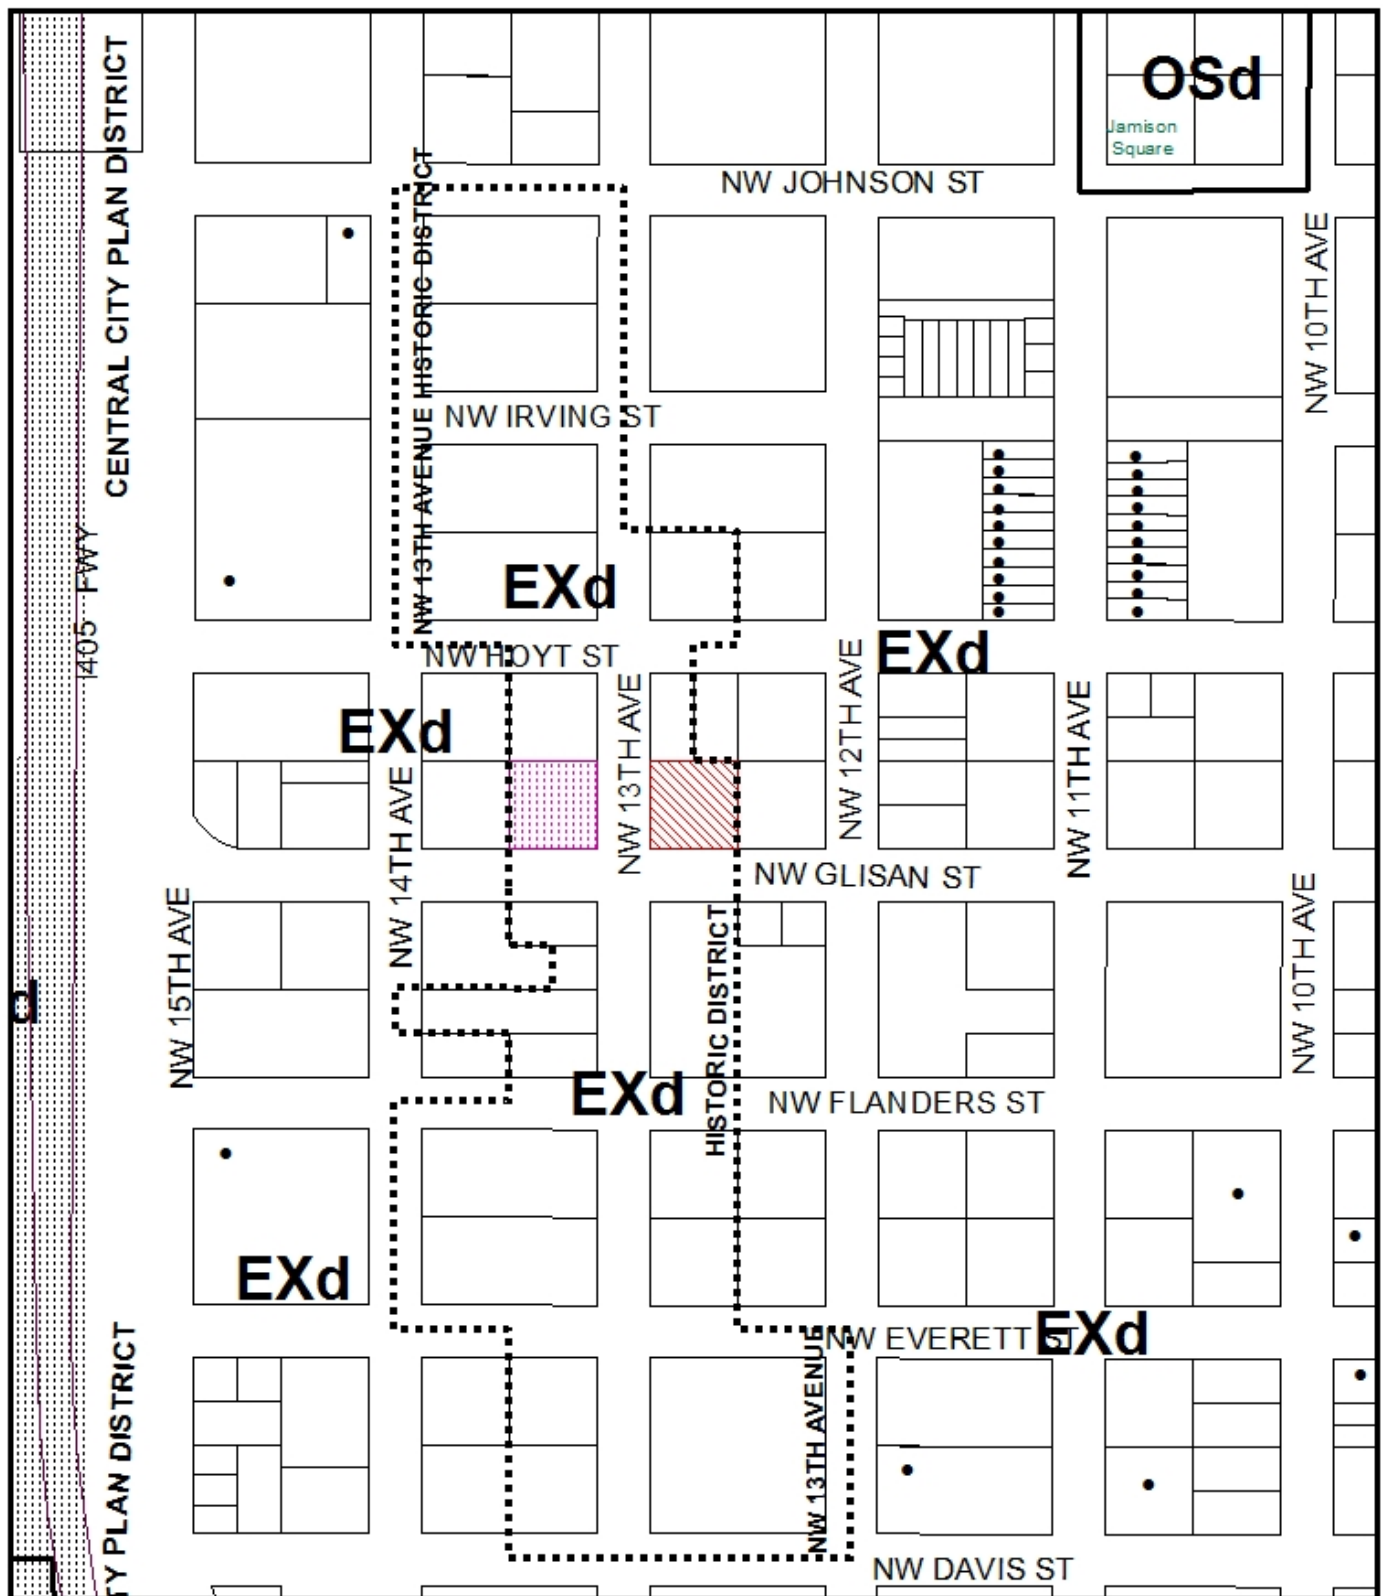 OSd
Jamison
Square
CENTRAL CITY PLAN DISTRICT
NW JOHNSON ST
NW 13TH AVENUE HISTORIC DISTRICT
NW 10TH AVE
NW IRVING ST
I405 FWY
EXd
NW HOYT ST
EXd
EXd
NW 13TH AVE
NW 12TH AVE
NW 11TH AVE
NW 14TH AVE
NW GLISAN ST
NW 15TH AVE
HISTORIC DISTRICT
NW 10TH AVE
d
EXd
NW FLANDERS ST
EXd
NW EVERETT ST
EXd
NW 13TH AVENUE
TY PLAN DISTRICT
NW DAVIS ST